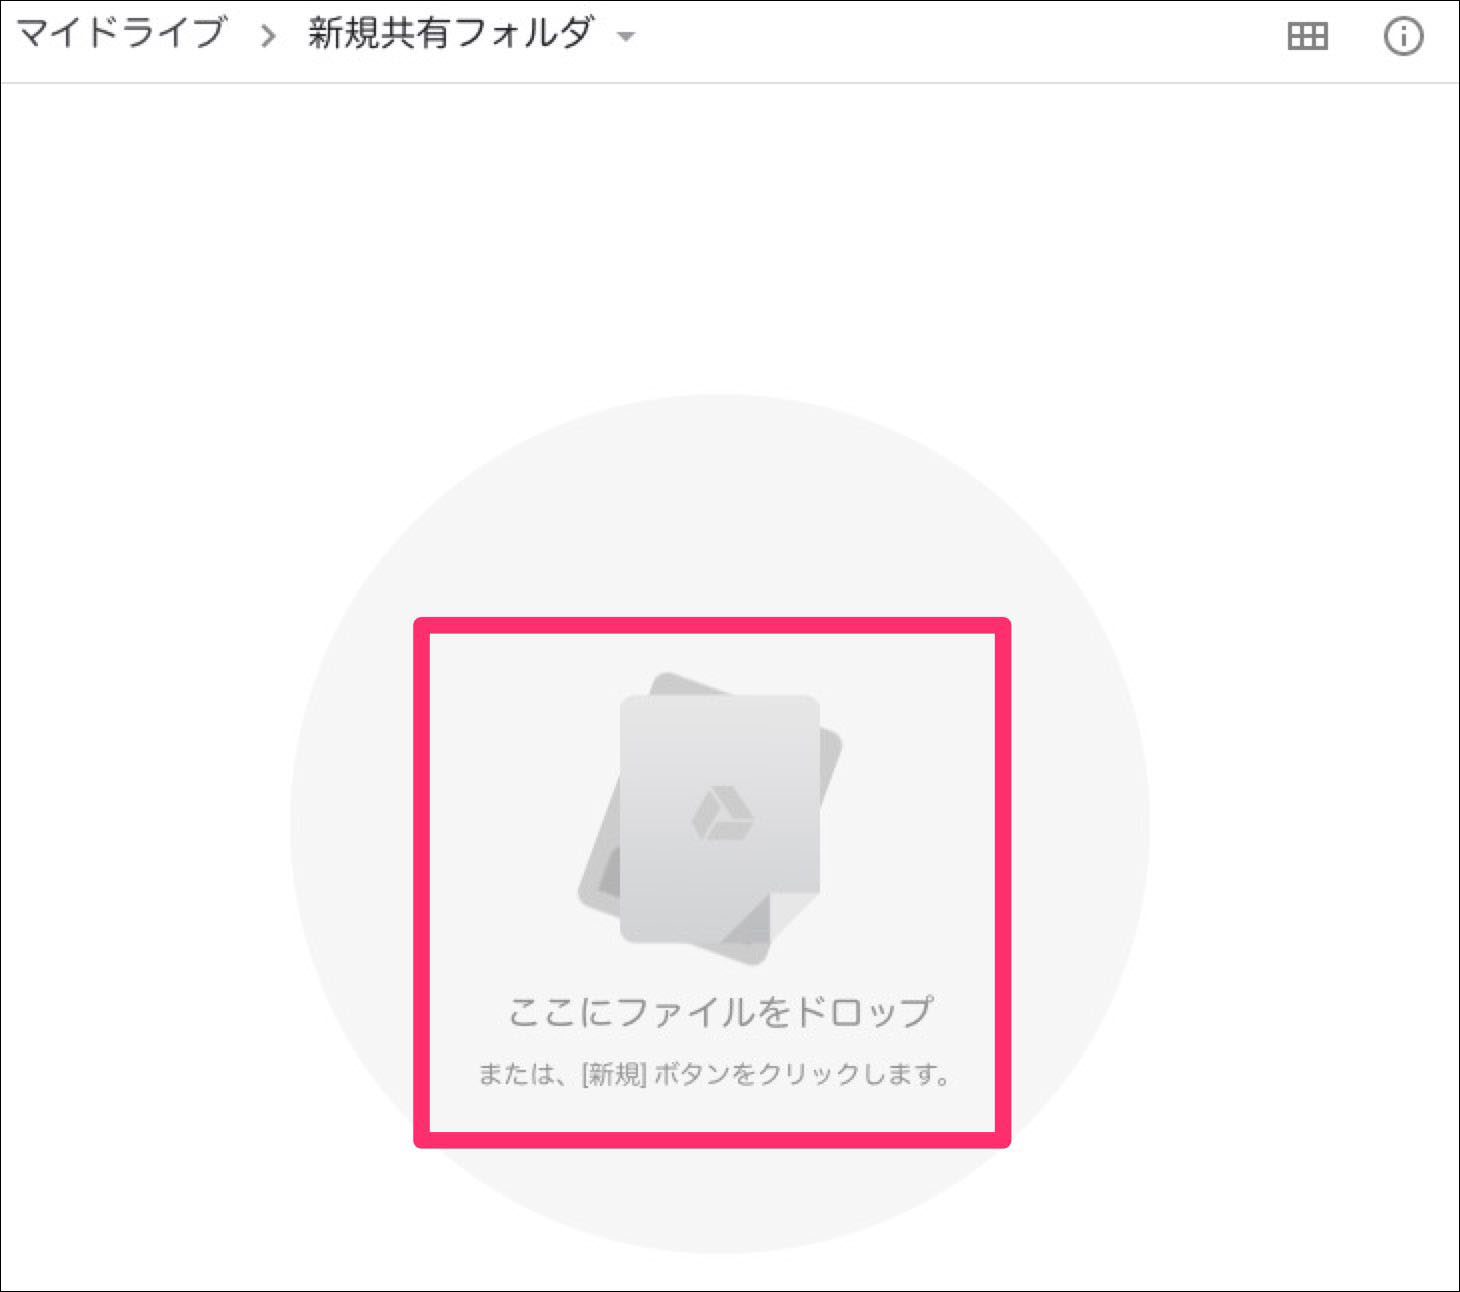 マイドライブ > 新規共有フォルダ
ここにファイルをドロップ
または、[新規] ボタンをクリックします。